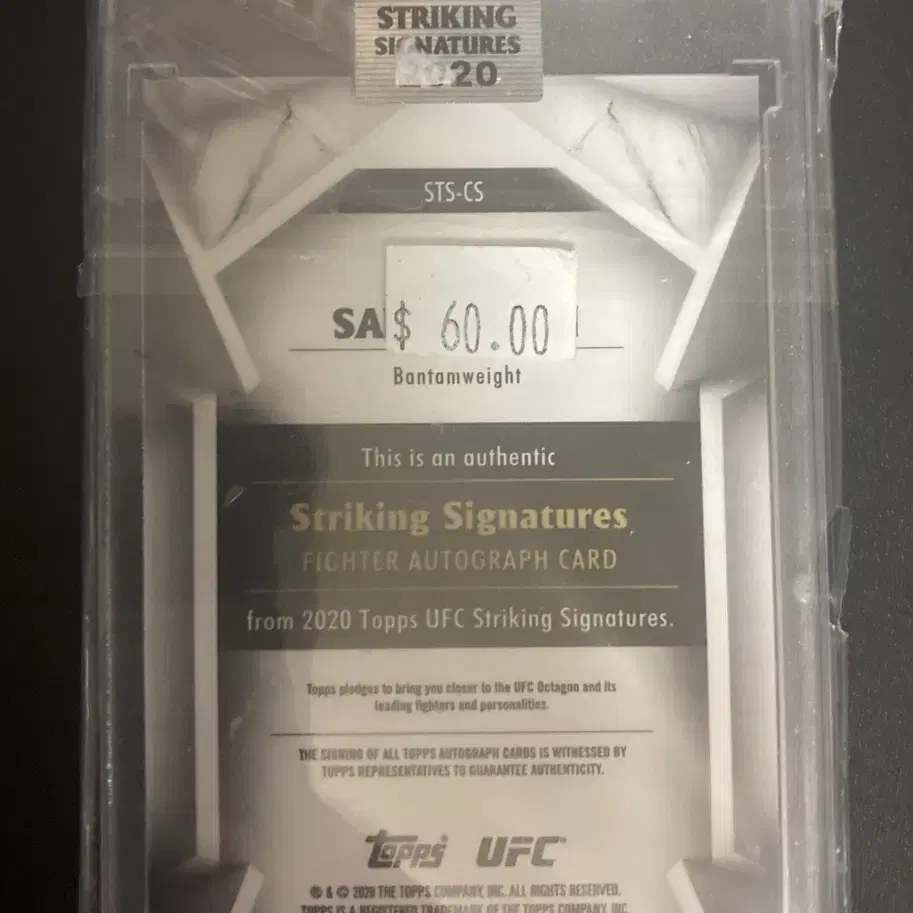 STRIKING
SIGNATURES
2020
STS-CS
SA
$ 60.00
Bantamweight
This is an authentic
Striking Signatures
FIGHTER AUTOGRAPH CARD
from 2020 Topps UFC Striking Signatures.
Topps pledges to bring you closer to the UFC Octagon and its
leading fighters and personalities.
THE SIGNING OF ALL TOPPS AUTOGRAPH CARDS IS WITNESSED BY
TOPPS REPRESENTATIVES TO GUARANTEE AUTHENTICITY.
topps UFC
® & © 2020 THE TOPPS COMPANY, INC. ALL RIGHTS RESERVED.
TOPPS IS A REGISTERED TRADEMARK OF THE TOPPS COMPANY, INC.